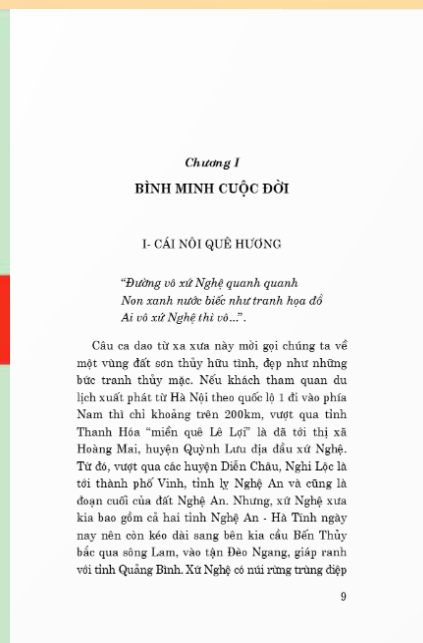 Chương I
BÌNH MINH CUỘC ĐỜI
I- CÁI NÔI QUÊ HƯƠNG
“Đường vô xứ Nghệ quanh quanh
Non xanh nước biếc như tranh họa đồ
Ai vô xứ Nghệ thì vô...”.
Câu ca dao từ xa xưa này mời gọi chúng ta về
một vùng đất sơn thủy hữu tình, đẹp như những
bức tranh thủy mặc. Nếu khách tham quan du
lịch xuất phát từ Hà Nội theo quốc lộ 1 đi vào phía
Nam thì chỉ khoảng trên 200km, vượt qua tỉnh
Thanh Hóa “miền quê Lê Lợi” là đã tới thị xã
Hoàng Mai, huyện Quỳnh Lưu địa đầu xứ Nghệ.
Từ đó, vượt qua các huyện Diễn Châu, Nghi Lộc là
tới thành phố Vinh, tỉnh lỵ Nghệ An và cũng là
đoạn cuối của đất Nghệ An. Nhưng, xứ Nghệ xưa
kia bao gồm cả hai tỉnh Nghệ An - Hà Tĩnh ngày
nay nên còn kéo dài sang bên kia cầu Bến Thủy
bắc qua sông Lam, vào tận Đèo Ngang, giáp ranh
với tỉnh Quảng Bình. Xứ Nghệ có núi rừng trùng điệp
9